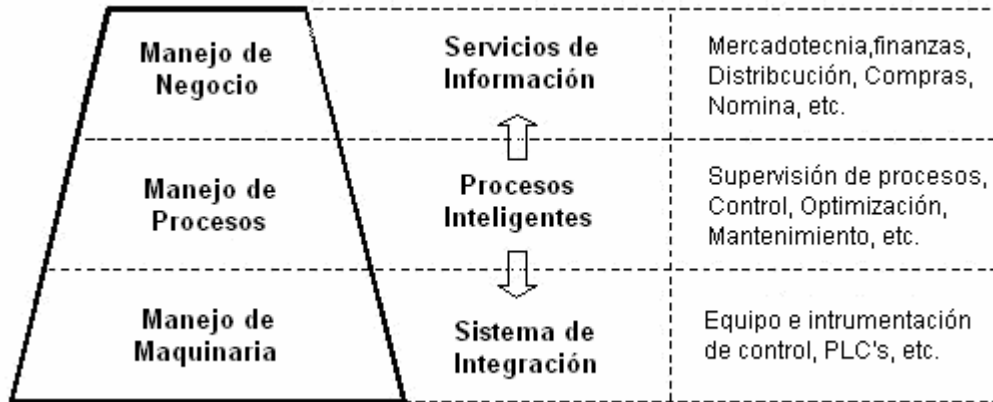 Manejo de
Negocio
Servicios de
Información
Mercadotecnia,finanzas,
Distribcución, Compras,
Nomina, etc.
Manejo de
Procesos
Procesos
Inteligentes
Supervisión de procesos,
Control, Optimización,
Mantenimiento, etc.
Manejo de
Maquinaria
Sistema de
Integración
Equipo e intrumentación
de control, PLC's, etc.